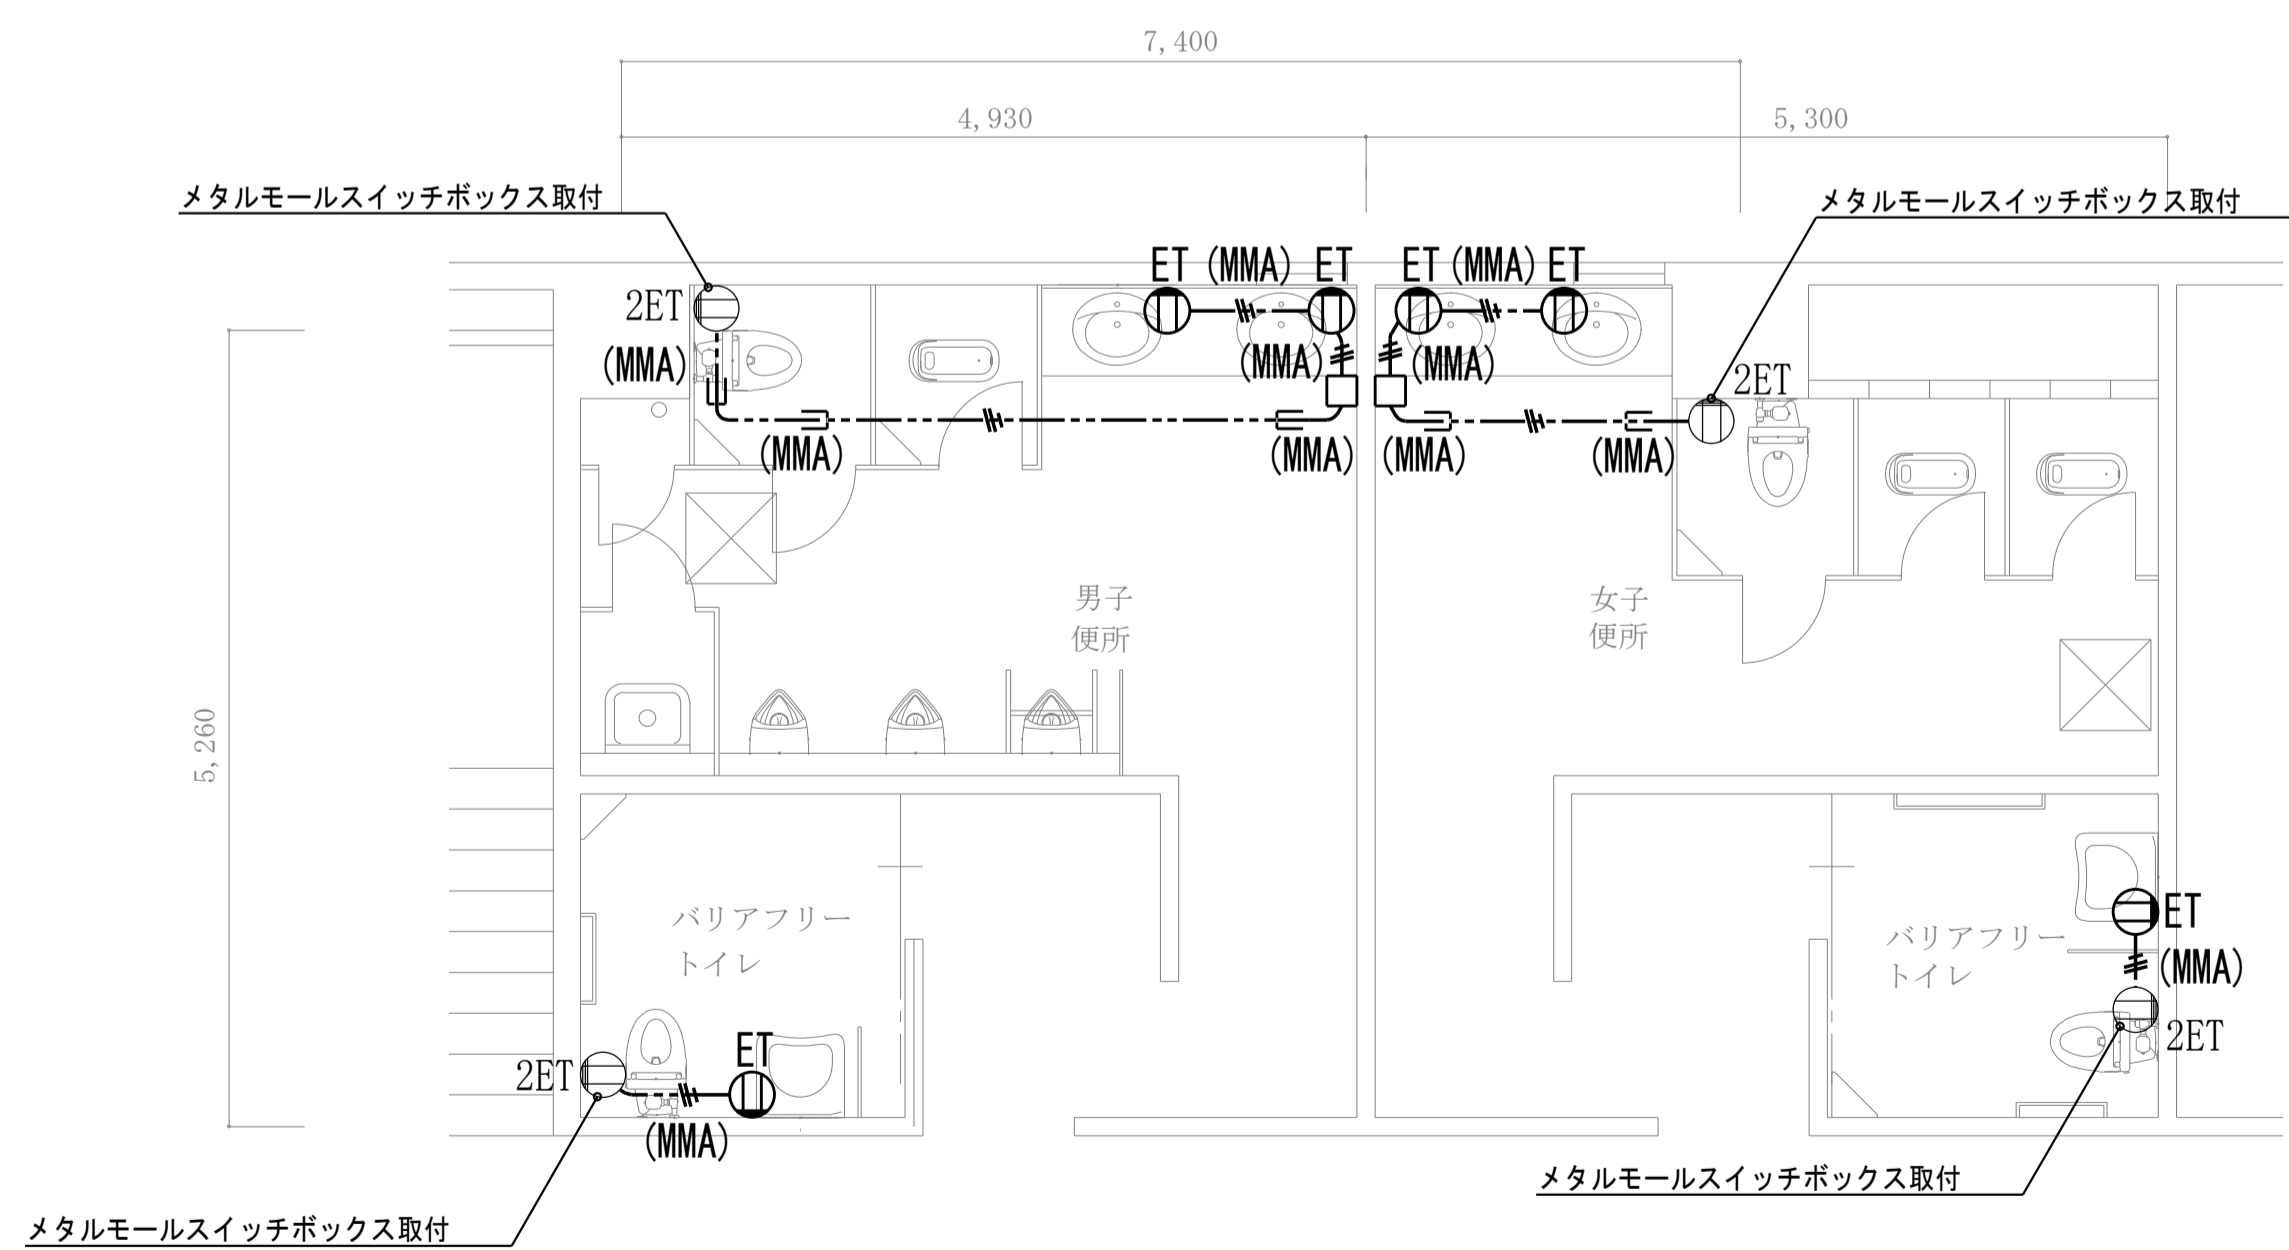 7,400
4,930
5,300
メタルモールスイッチボックス取付
メタルモールスイッチボックス取付
ET (MMA) ET
ET (MMA) ET
2ET
(MMA)
(MMA)
(MMA)
2ET
(MMA)
(MMA)
(MMA)
(MMA)
男子
便所
女子
便所
5,260
バリアフリー
トイレ
バリアフリー
トイレ
ET
(MMA)
2ET
ET
2ET
(MMA)
メタルモールスイッチボックス取付
メタルモールスイッチボックス取付